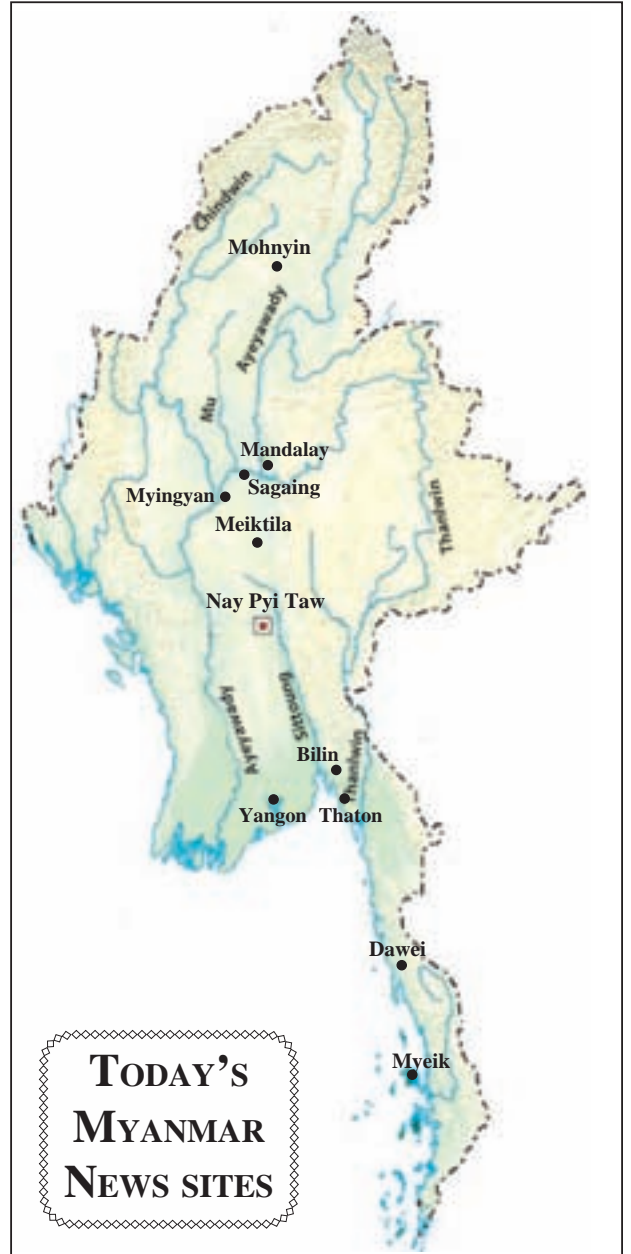 Chindwin
Mohnyin
Ayeyawady
Mu
Mandalay
Sagaing
Myingyan
Thanlwin
Meiktila
Nay Pyi Taw
Ayeyawady
Sittoung
Thanlwin
Bilin
Yangon
Thaton
Dawei
Myeik
TODAY'S
MYANMAR
NEWS SITES